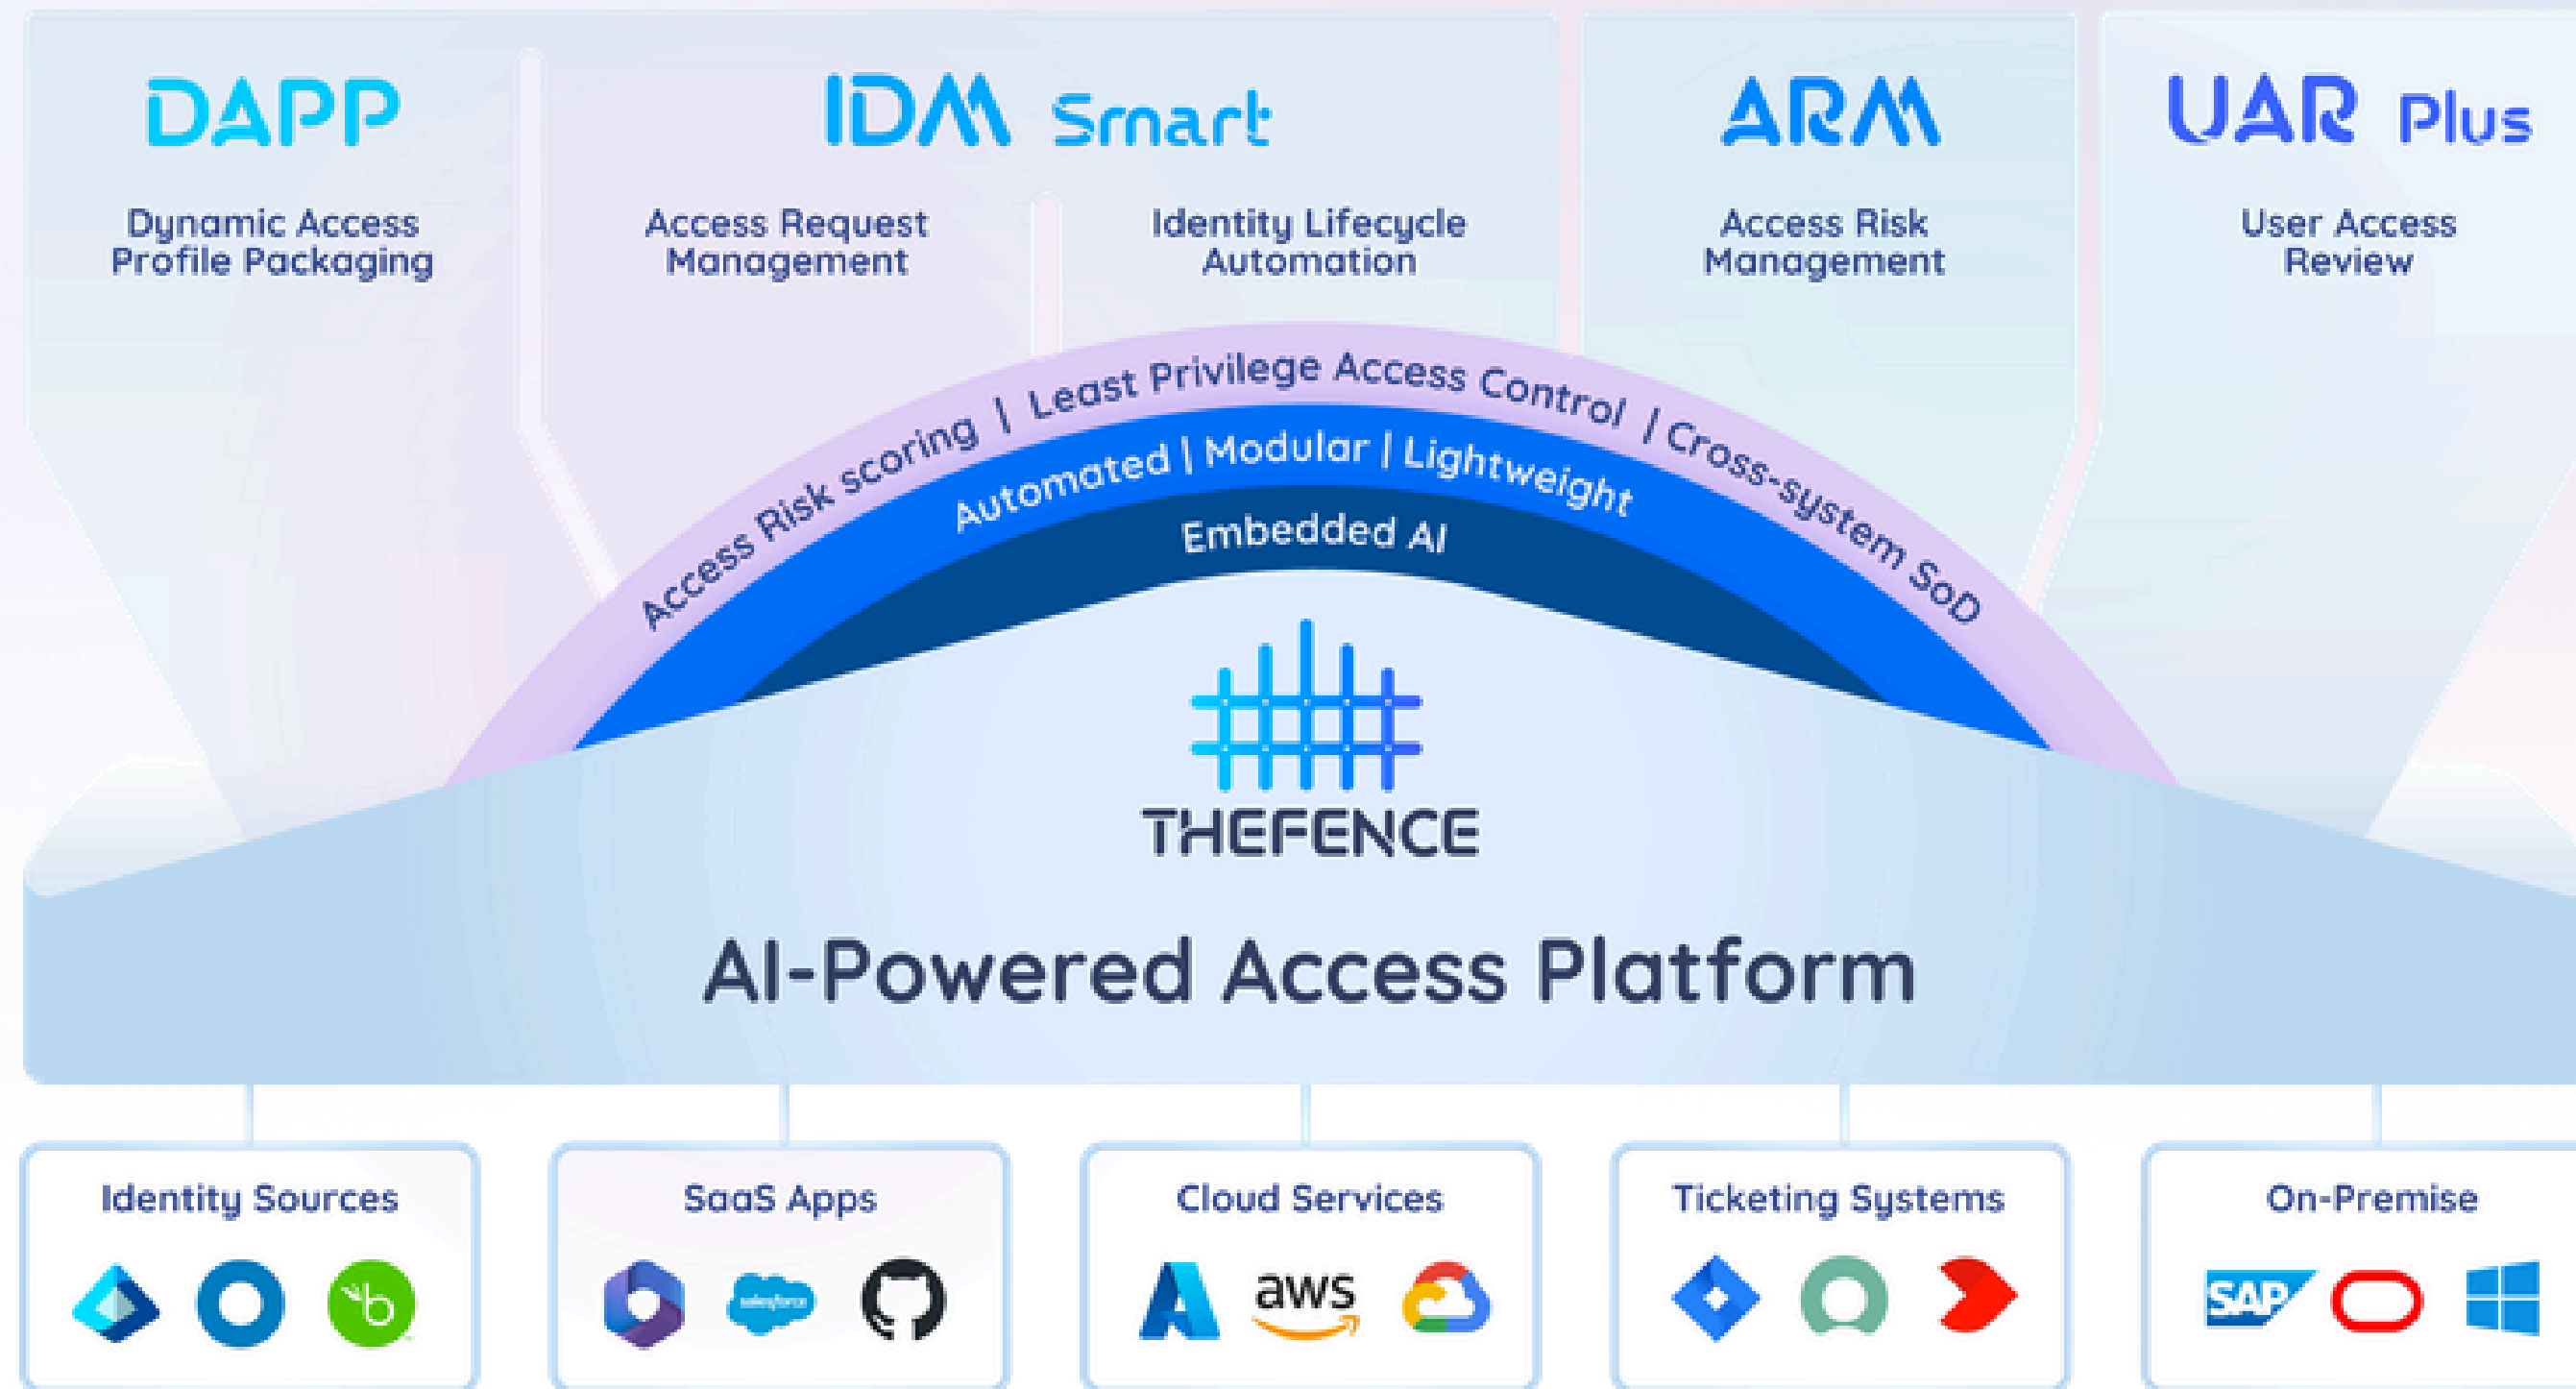 DAPP
Dynamic Access
Profile Packaging
IDM Smart
Access Request
Management
Identity Lifecycle
Automation
ARM
Access Risk
Management
UAR Plus
User Access
Review
Access Risk scoring | Least Privilege Access Control | Cross-system SoD
Automated | Modular | Lightweight
Embedded AI
THEFENCE
AI-Powered Access Platform
Identity Sources
b
SaaS Apps
salesforce
Cloud Services
aws
Ticketing Systems
On-Premise
SAP